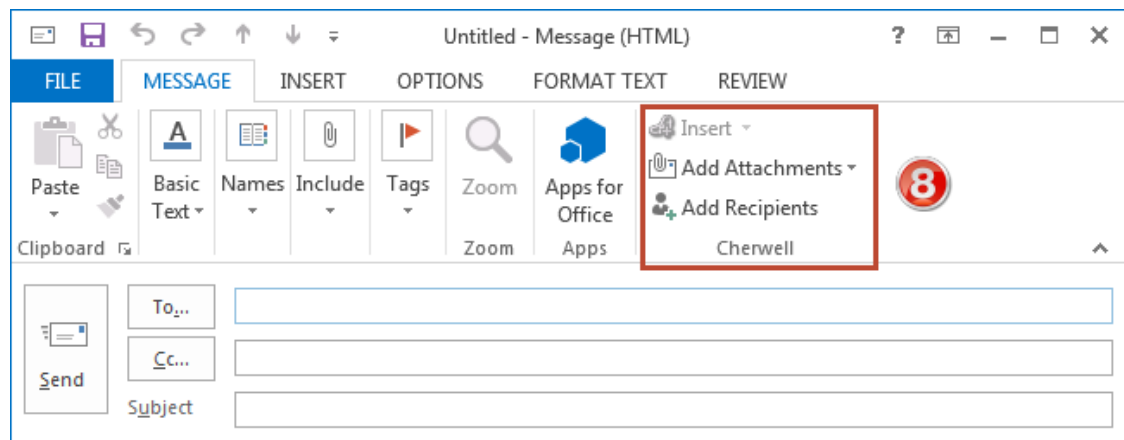 Untitled - Message (HTML) ?
FILE MESSAGE INSERT OPTIONS FORMAT TEXT REVIEW
Paste
Clipboard
Basic
Text
Names
Include
Tags
Zoom
Zoom
Apps for
Office
Apps
Insert
Add Attachments
Add Recipients
Cherwell
8
Send
To...
Cc...
Subject